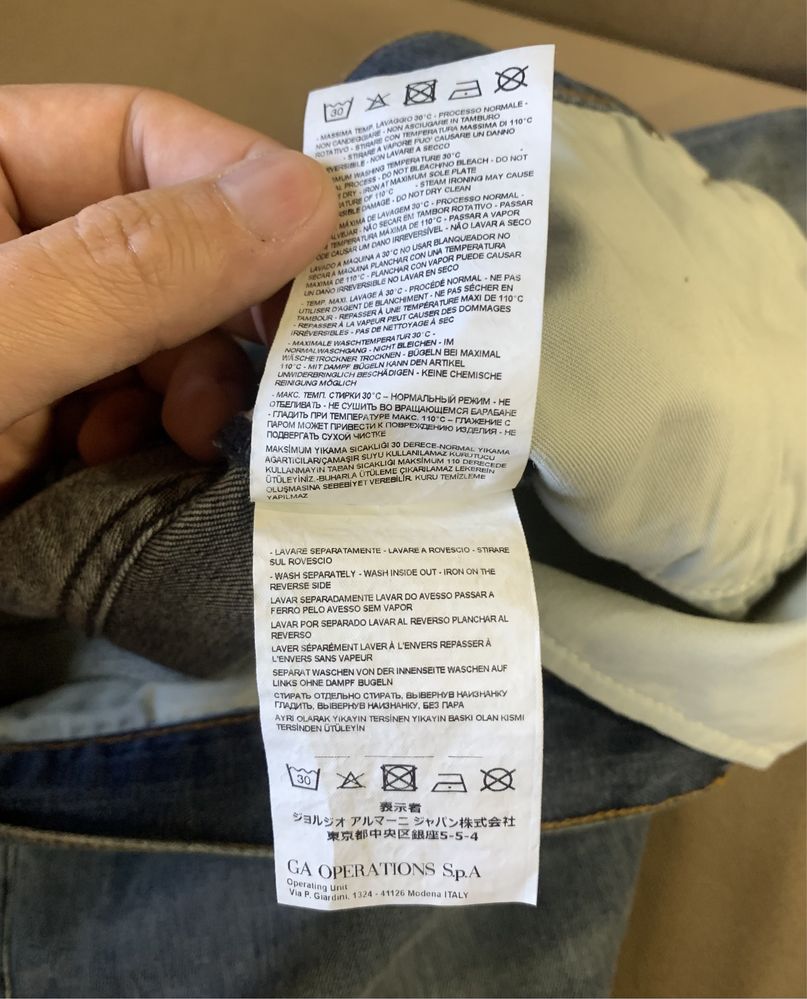 30
- MASSIMA TEMP. LAVAGGIO 30°C - PROCESSO NORMALE -
NON CANDEGGIARE - NON ASCIUGARE IN TAMBURO
ROTATIVO - STIRARE CON TEMPERATURA MASSIMA DI 110°C
- STIRARE A VAPORE PUO' CAUSARE UN DANNO
VERSIBILE - NON LAVARE A SECCO
MUM WASHING TEMPERATURE 30°C
AL PROCESS - DO NOT BLEACH/NO BLEACH - DO NOT
DRY - IRON AT MAXIMUM SOLE PLATE
ATURE OF 110°C - STEAM IRONING MAY CAUSE
SIBLE DAMAGE - DO NOT DRY CLEAN
MÁXIMA DE LAVAGEM 30°C - PROCESSO NORMAL -
ALVEJAR - NÃO SECAR EM TAMBOR ROTATIVO - PASSAR
TEMPERATURA MÁXIMA DE 110°C - PASSAR A VAPOR
ODE CAUSAR UM DANO IRREVERSÍVEL - NÃO LAVAR A SECO
LAVADO A MÁQUINA A 30°C NO USAR BLANQUEADOR NO
SECAR A MÁQUINA PLANCHAR CON UNA TEMPERATURA
MÁXIMA DE 110°C - PLANCHAR CON VAPOR PUEDE CAUSAR
UN DAÑO IRREVERSIBLE NO LAVAR EN SECO
- TEMP. MAXI. LAVAGE À 30°C - PROCÉDÉ NORMAL - NE PAS
UTILISER D'AGENT DE BLANCHIMENT - NE PAS SÉCHER EN
TAMBOUR - REPASSER À UNE TEMPÉRATURE MAXI DE 110°C
- REPASSER À LA VAPEUR PEUT CAUSER DES DOMMAGES
IRRÉVERSIBLES - PAS DE NETTOYAGE À SEC
- MAXIMALE WASCHTEMPERATUR 30°C -
NORMALWASCHGANG - NICHT BLEICHEN - IM
WÄSCHETROCKNER TROCKNEN - BÜGELN BEI MAXIMAL
110°C - MIT DAMPF BÜGELN KANN DEN ARTIKEL
UNWIDERBRINGLICH BESCHÄDIGEN - KEINE CHEMISCHE
REINIGUNG MÖGLICH
- МАКС. ТЕМП. СТИРКИ 30°C – НОРМАЛЬНЫЙ РЕЖИМ - НЕ
ОТБЕЛИВАТЬ - НЕ СУШИТЬ ВО ВРАЩАЮЩЕМСЯ БАРАБАНЕ
- ГЛАДИТЬ ПРИ ТЕМПЕРАТУРЕ МАКС. 110°C – ГЛАЖЕНИЕ С
ПАРОМ МОЖЕТ ПРИВЕСТИ К ПОВРЕЖДЕНИЮ ИЗДЕЛИЯ - НЕ
ПОДВЕРГАТЬ СУХОЙ ЧИСТКЕ
MAKSİMUM YIKAMA SICAKLIĞI 30 DERECE-NORMAL YIKAMA
AĞARTICILAR/ÇAMAŞIR SUYU KULLANILAMAZ KURUTUCU
KULLANMAYIN TABAN SICAKLIĞI MAKSİMUM 110 DERECEDE
ÜTÜLEYİNİZ.-BUHARLA ÜTÜLEME ÇIKARILAMAZ LEKERERİN
OLUŞMASINA SEBEBİYET VEREBİLİR. KURU TEMİZLEME
YAPILMAZ
- LAVARE SEPARATAMENTE - LAVARE A ROVESCIO - STIRARE
SUL ROVESCIO
- WASH SEPARATELY - WASH INSIDE OUT - IRON ON THE
REVERSE SIDE
LAVAR SEPARADAMENTE LAVAR DO AVESSO PASSAR A
FERRO PELO AVESSO SEM VAPOR
LAVAR POR SEPARADO LAVAR AL REVERSO PLANCHAR AL
REVERSO
LAVER SÉPARÉMENT LAVER À L'ENVERS REPASSER À
L'ENVERS SANS VAPEUR
SEPARAT WASCHEN VON DER INNENSEITE WASCHEN AUF
LINKS OHNE DAMPF BUGELN
СТИРАТЬ ОТДЕЛЬНО СТИРАТЬ, ВЫВЕРНУВ НАИЗНАНКУ
ГЛАДИТЬ, ВЫВЕРНУВ НАИЗНАНКУ, БЕЗ ПАРА
AYRI OLARAK YIKAYIN TERSİNEN YIKAYIN BASKI OLAN KISMI
TERSİNDEN ÜTÜLEYİN
30
表示者
ジョルジオ アルマーニ ジャパン株式会社
東京都中央区銀座5-5-4
GA OPERATIONS S.p.A
Operating Unit
Via P. Giardini, 1324 - 41126 Modena ITALY